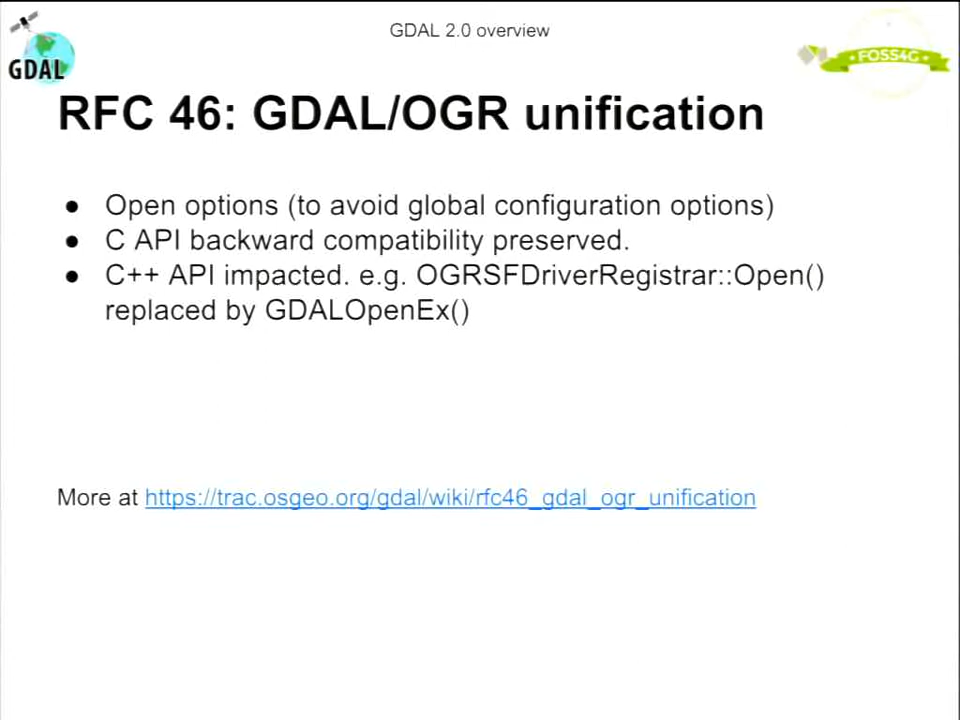 GDAL 2.0 overview
GDAL
FOSS4G
RFC 46: GDAL/OGR unification
● Open options (to avoid global configuration options)
● C API backward compatibility preserved.
● C++ API impacted. e.g. OGRSFDriverRegistrar::Open()
replaced by GDALOpenEx()
More at https://trac.osgeo.org/gdal/wiki/rfc46_gdal_ogr_unification